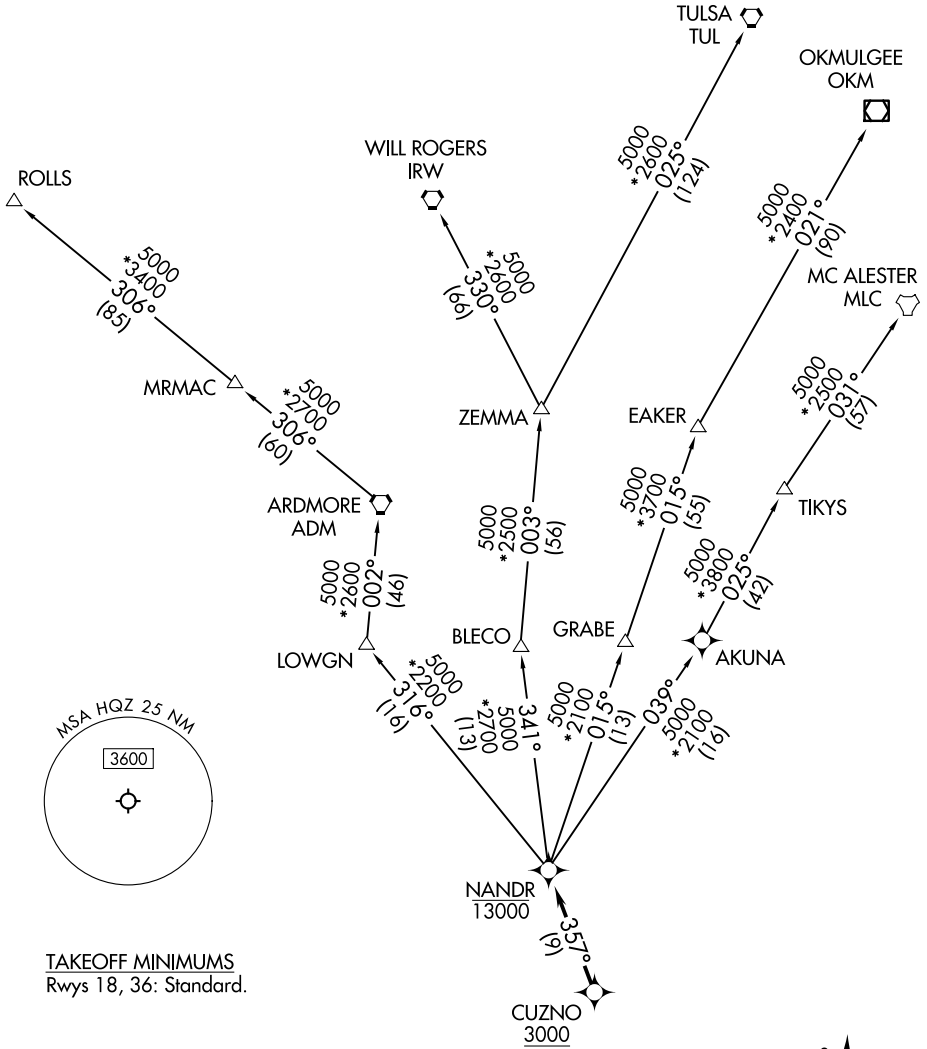 TULSA
TUL
OKMULGEE
OKM
WILL ROGERS
IRW
5000
*2600
025°
(124)
ROLLS
5000
*2400
021°
(90)
5000
*3400
306°
(85)
5000
*2600
330°
(66)
MC ALESTER
MLC
MRMAC
5000
*2700
306°
(60)
ZEMMA
EAKER
5000
*2500
031°
(57)
ARDMORE
ADM
5000
*2500
003°
(56)
5000
*3700
015°
(55)
TIKYS
5000
*2600
002°
(46)
5000
*3800
025°
(42)
LOWGN
BLECO
GRABE
AKUNA
5000
*2200
316°
(16)
341°
5000
*2700
(13)
5000
*2100
015°
(13)
039°
5000
*2100
(16)
MSA HQZ 25 NM
3600
NANDR
13000
357°
(9)
TAKEOFF MINIMUMS
Rwys 18, 36: Standard.
CUZNO
3000